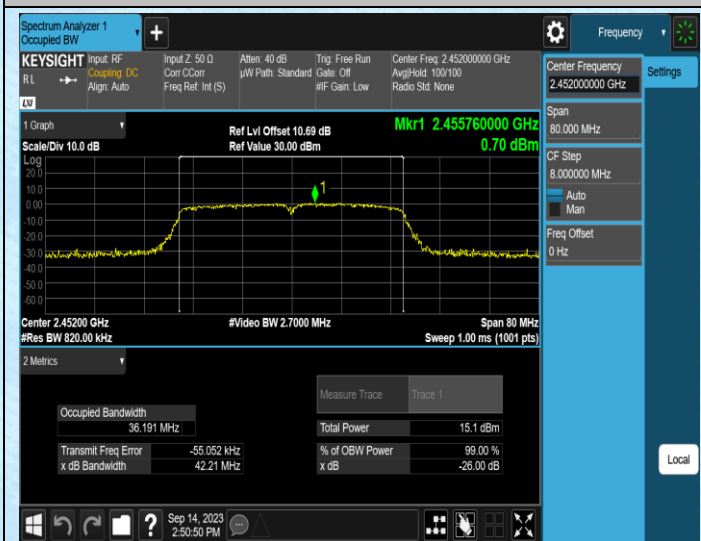 Spectrum Analyzer 1
Occupied BW
Frequency
KEYSIGHT
RL
LXI
Input: RF
Coupling: DC
Align: Auto
Input Z: 50 Ω
Corr CCorr
Freq Ref: Int (S)
Atten: 40 dB
µW Path: Standard
Trig: Free Run
Gate: Off
#IF Gain: Low
Center Freq: 2.452000000 GHz
Avg|Hold: 100/100
Radio Std: None
Center Frequency
2.452000000 GHz
Settings
Span
80.000 MHz
CF Step
8.000000 MHz
Auto
Man
Freq Offset
0 Hz
1 Graph
Scale/Div 10.0 dB
Ref Lvl Offset 10.69 dB
Ref Value 30.00 dBm
Mkr1 2.455760000 GHz
0.70 dBm
Log
20.0
10.0
0.00
-10.0
-20.0
-30.0
-40.0
-50.0
-60.0
1
Center 2.45200 GHz
#Res BW 820.00 kHz
#Video BW 2.7000 MHz
Span 80 MHz
Sweep 1.00 ms (1001 pts)
2 Metrics
Measure Trace Trace 1
Occupied Bandwidth
36.191 MHz
Total Power 15.1 dBm
Transmit Freq Error -55.052 kHz
% of OBW Power 99.00 %
x dB Bandwidth 42.21 MHz
x dB -26.00 dB
Local
?
Sep 14, 2023
2:50:50 PM